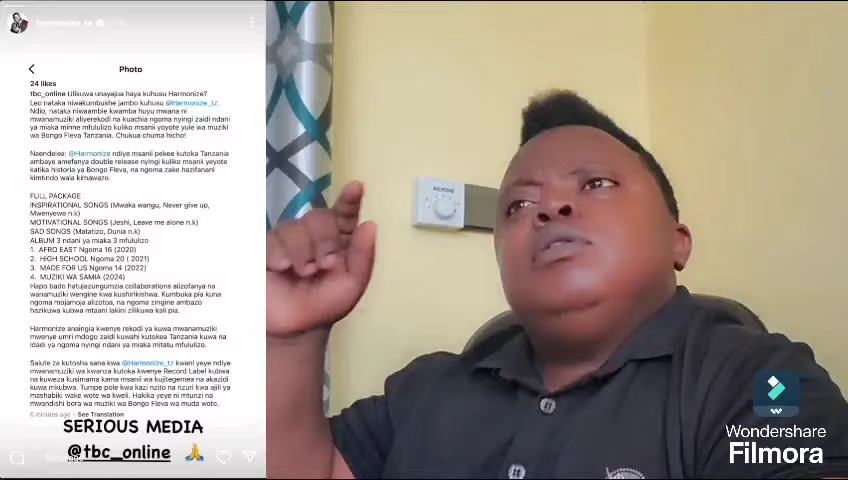 harmonize_tz
Photo
24 likes
tbc_online Ulikuwa unayajua haya kuhusu Harmonize?
Leo nataka niwakumbushe jambo kuhusu @Harmonize_tz.
Ndio, nataka niwaambie kwamba huyu mwana ni
mwanamuziki aliyerekodi na kuachia ngoma nyingi zaidi ndani
ya miaka minne mfululizo kuliko msanii yoyote yule wa muziki
wa Bongo Fleva Tanzania. Chukua chuma hicho!
Naendelea: @Harmonize ndiye msanii pekee kutoka Tanzania
ambaye amefanya double release nyingi kuliko msanii yeyote
katika historia ya Bongo Fleva, na ngoma zake hazifanani
kimtindo wala kimawazo.
FULL PACKAGE
INSPIRATIONAL SONGS (Mwaka wangu, Never give up,
Mwenyewe n.k)
MOTIVATIONAL SONGS (Jeshi, Leave me alone n.k)
SAD SONGS (Matatizo, Dunia n.k)
ALBUM 3 ndani ya miaka 3 mfululizo
1. AFRO EAST Ngoma 16 (2020)
2. HIGH SCHOOL Ngoma 20 ( 2021)
3. MADE FOR US Ngoma 14 (2022)
4. MUZIKI WA SAMIA (2024)
Hapo bado hatujazungumzia collaborations alizofanya na
wanamuziki wengine kwa kushirikishwa. Kumbuka pia kuna
ngoma mojamoja alizotoa, na ngoma zingine ambazo
hazikuwa kubwa mtaani lakini zilikuwa kali pia.
Harmonize anaingia kwenye rekodi ya kuwa mwanamuziki
mwenye umri mdogo zaidi kuwahi kutokea Tanzania kuwa na
idadi ya nyimbo nyingi ndani ya miaka mitatu mfululizo.
Salute za kutosha sana kwa @Harmonize_tz kwani yeye ndiye
mwanamuziki wa kwanza kutoka kwenye Record Label kubwa
na kuweza kusimama kama msanii wa kujitegemea na akazidi
kuwa mkubwa. Tumpe pole kwa kazi nzito na nzuri kwa ajili ya
mashabiki wake wote wa kweli. Hakika yeye ni mtunzi na
mwandishi bora wa muziki wa Bongo Fleva wa muda wote.
6 minutes ago · See Translation
SERIOUS MEDIA
@tbc_online 🙏
Wondershare
Filmora